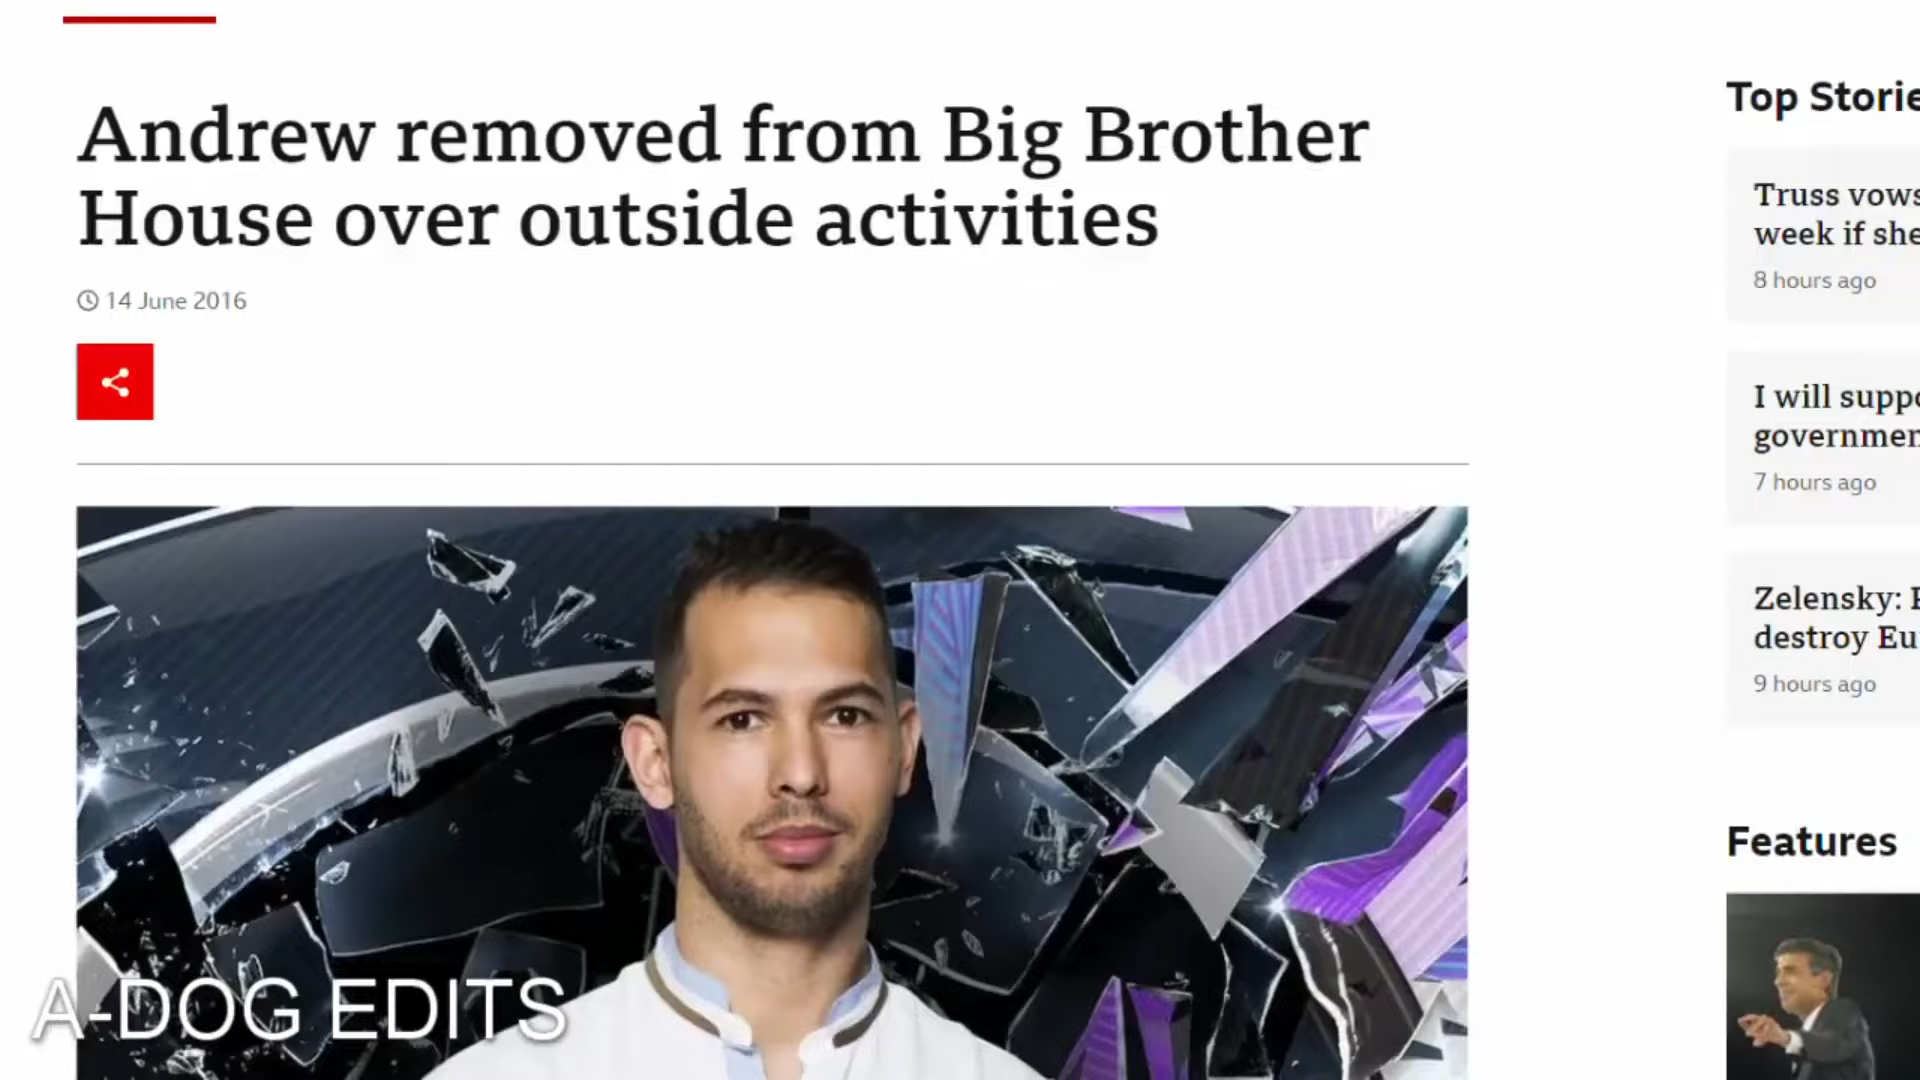 Andrew removed from Big Brother
House over outside activities
14 June 2016
A-DOG EDITS
Top Storie
Truss vows
week if she
8 hours ago
I will suppo
governmen
7 hours ago
Zelensky:
destroy Eu
9 hours ago
Features